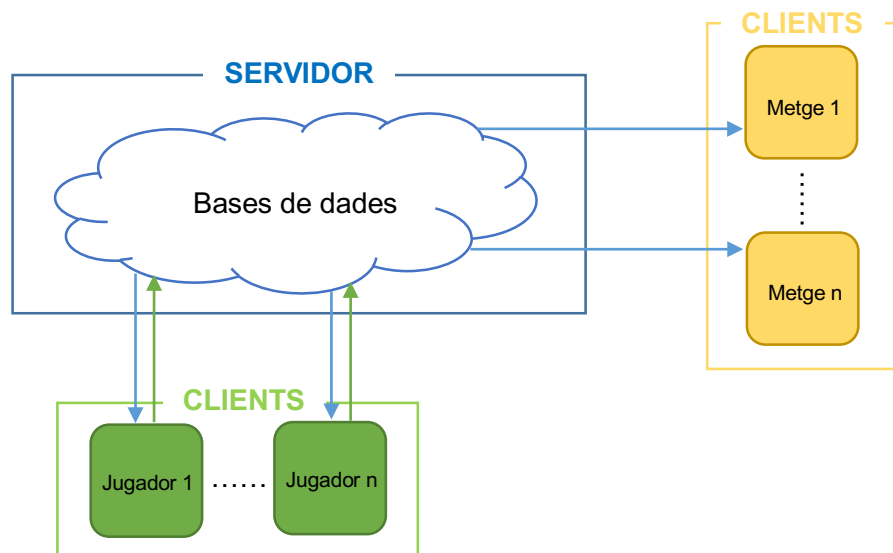 CLIENTS
SERVIDOR
Metge 1
Bases de dades
Metge n
CLIENTS
Jugador 1 ...... Jugador n